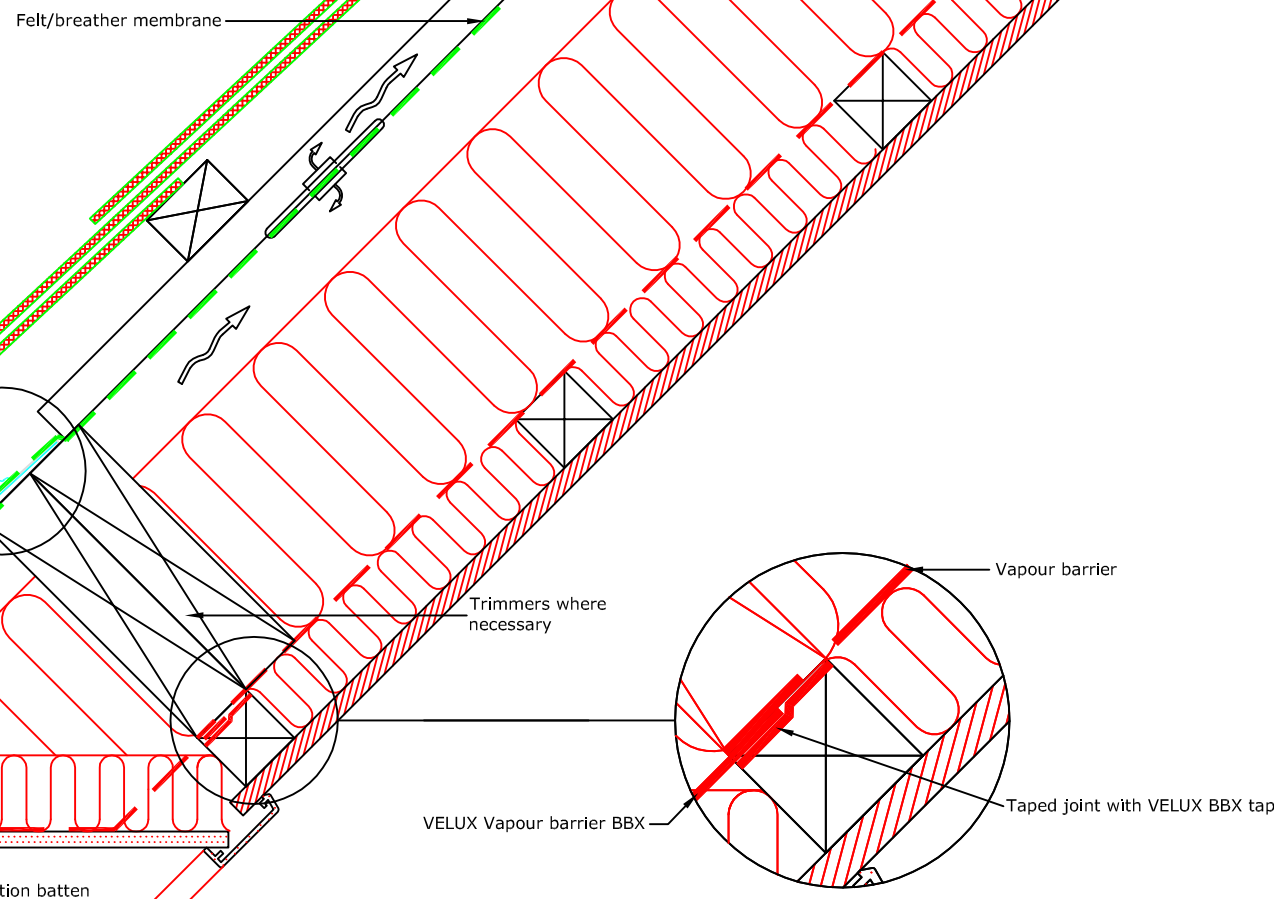 Felt/breather membrane
Vapour barrier
Trimmers where
necessary
Taped joint with VELUX BBX tap
VELUX Vapour barrier BBX
tion batten